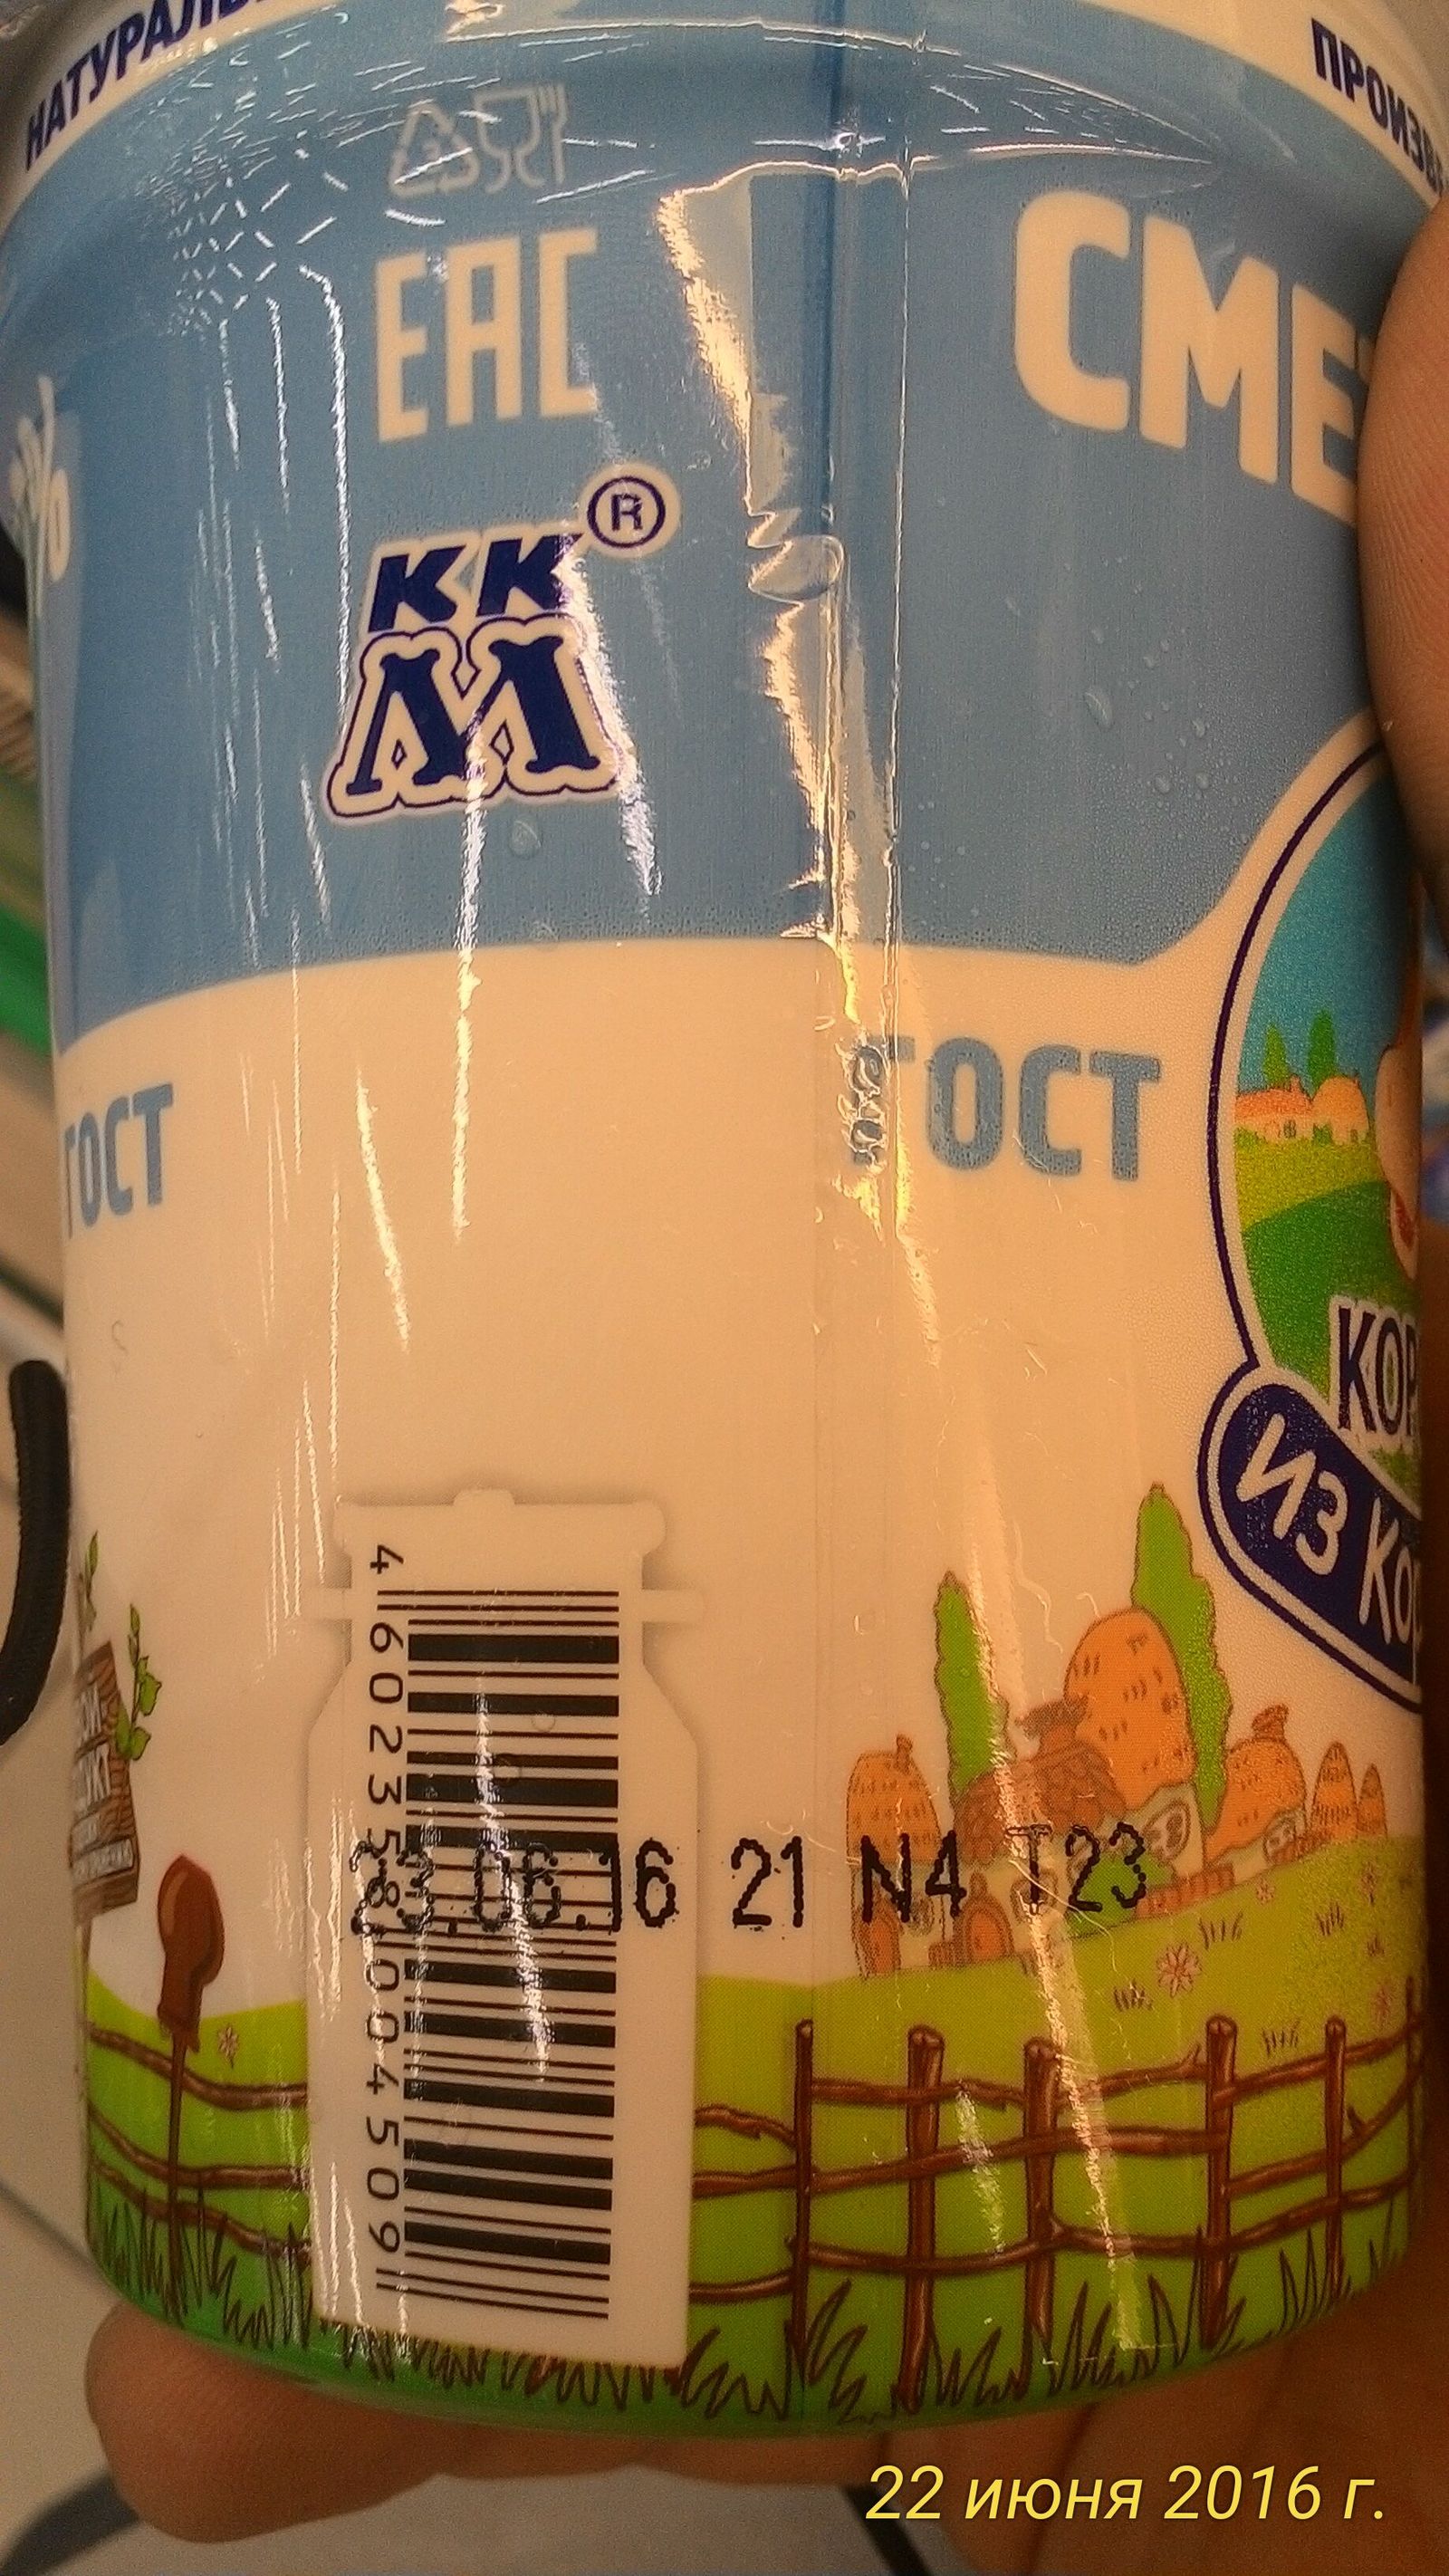 НАТУРАЛЬ
ПРОИЗВ
ЕАС
СМЕ
%
®
КК
М
ГОСТ
ГОСТ
КОР
ИЗ КО
4 602358 004509
23.06.16 21 N4 T23
22 июня 2016 г.